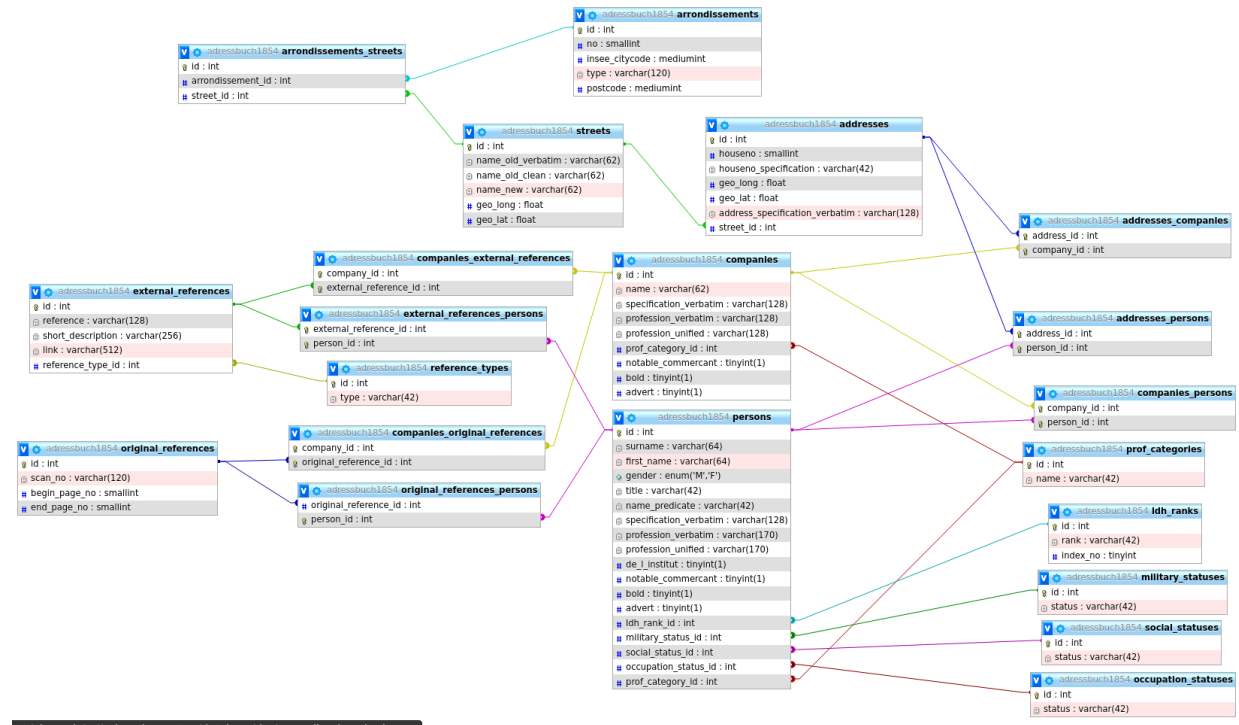 adressbuch1854 arrondissements
id : int
no : smallint
insee_citycode : mediumint
type : varchar(120)
postcode : mediumint
adressbuch1854 arrondissements_streets
id : int
arrondissement_id : int
street_id : int
adressbuch1854 streets
id : int
name_old_verbatim : varchar(62)
name_old_clean : varchar(62)
name_new : varchar(62)
geo_long : float
geo_lat : float
adressbuch1854 addresses
id : int
houseno : smallint
houseno_specification : varchar(42)
geo_long : float
geo_lat : float
address_specification_verbatim : varchar(128)
street_id : int
adressbuch1854 addresses_companies
address_id : int
company_id : int
adressbuch1854 companies_external_references
company_id : int
external_reference_id : int
adressbuch1854 external_references
id : int
reference : varchar(128)
short_description : varchar(256)
link : varchar(512)
reference_type_id : int
adressbuch1854 external_references_persons
external_reference_id : int
person_id : int
adressbuch1854 reference_types
id : int
type : varchar(42)
adressbuch1854 companies
id : int
name : varchar(62)
specification_verbatim : varchar(128)
profession_verbatim : varchar(128)
profession_unified : varchar(128)
prof_category_id : int
notable_commercant : tinyint(1)
bold : tinyint(1)
advert : tinyint(1)
adressbuch1854 addresses_persons
address_id : int
person_id : int
adressbuch1854 companies_persons
company_id : int
person_id : int
adressbuch1854 companies_original_references
company_id : int
original_reference_id : int
adressbuch1854 original_references
id : int
scan_no : varchar(120)
begin_page_no : smallint
end_page_no : smallint
adressbuch1854 original_references_persons
original_reference_id : int
person_id : int
adressbuch1854 persons
id : int
surname : varchar(64)
first_name : varchar(64)
gender : enum('M','F')
title : varchar(42)
name_predicate : varchar(42)
specification_verbatim : varchar(128)
profession_verbatim : varchar(170)
profession_unified : varchar(170)
de_l_institut : tinyint(1)
notable_commercant : tinyint(1)
bold : tinyint(1)
advert : tinyint(1)
ldh_rank_id : int
military_status_id : int
social_status_id : int
occupation_status_id : int
prof_category_id : int
adressbuch1854 prof_categories
id : int
name : varchar(42)
adressbuch1854 ldh_ranks
id : int
rank : varchar(42)
index_no : tinyint
adressbuch1854 military_statuses
id : int
status : varchar(42)
adressbuch1854 social_statuses
id : int
status : varchar(42)
adressbuch1854 occupation_statuses
id : int
status : varchar(42)